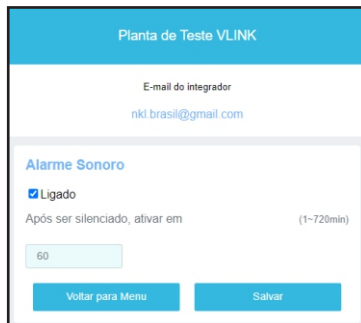 Planta de Teste VLINK
E-mail do integrador
nkl.brasil@gmail.com
Alarme Sonoro
Ligado
Após ser silenciado, ativar em (1~720min)
60
Voltar para Menu Salvar